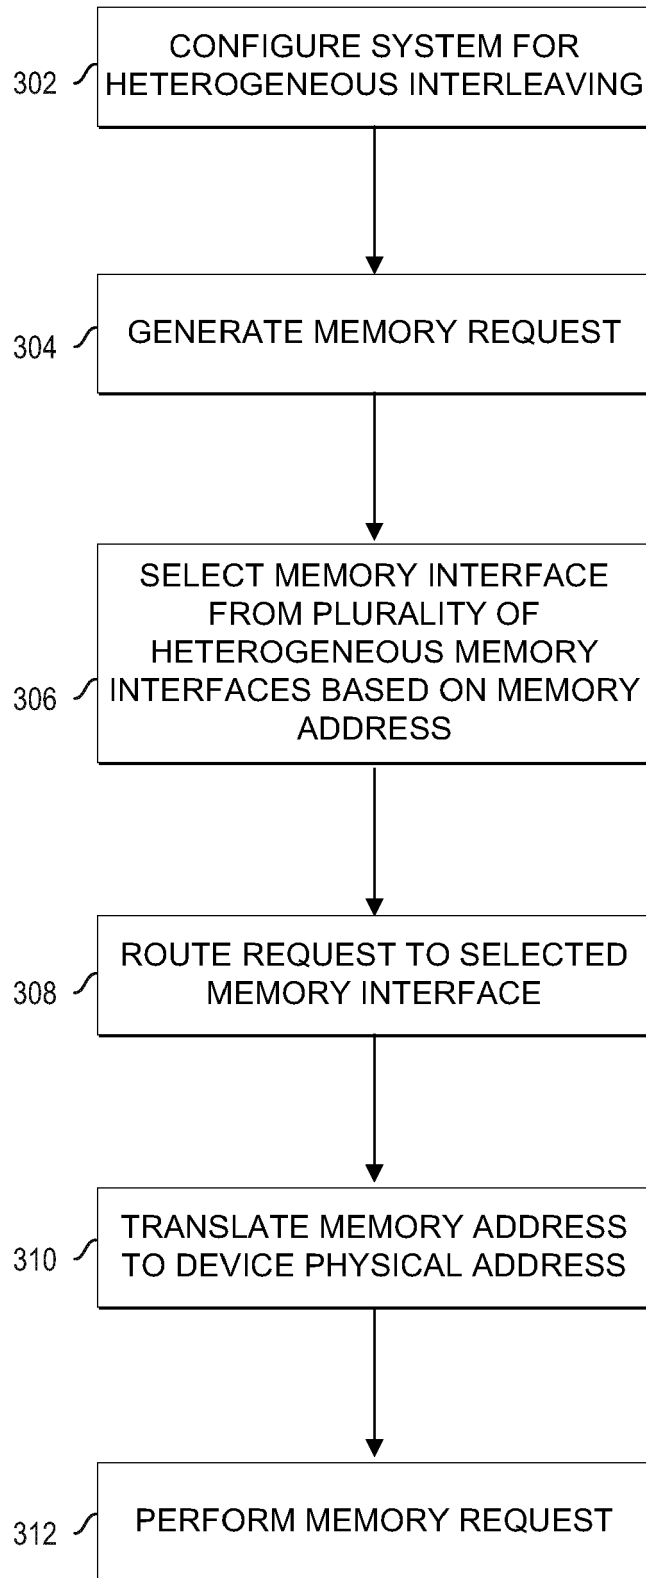 302
CONFIGURE SYSTEM FOR
HETEROGENEOUS INTERLEAVING
304
GENERATE MEMORY REQUEST
306
SELECT MEMORY INTERFACE
FROM PLURALITY OF
HETEROGENEOUS MEMORY
INTERFACES BASED ON MEMORY
ADDRESS
308
ROUTE REQUEST TO SELECTED
MEMORY INTERFACE
310
TRANSLATE MEMORY ADDRESS
TO DEVICE PHYSICAL ADDRESS
312
PERFORM MEMORY REQUEST